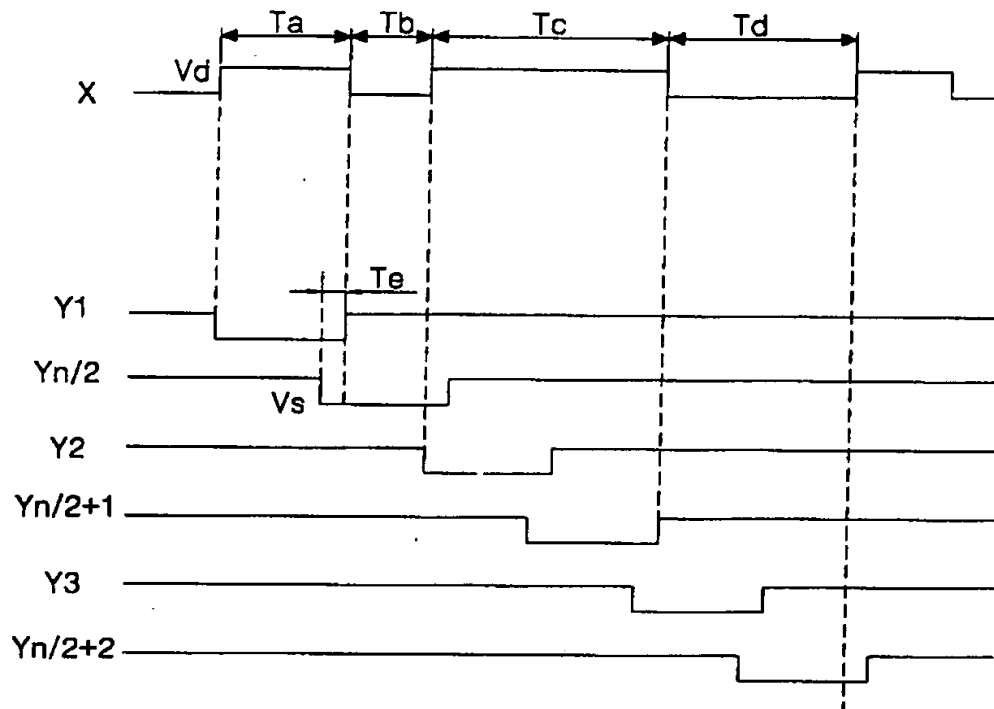 Ta Tb Tc Td
Vd
X
Te
Y1
Yn/2
Vs
Y2
Yn/2+1
Y3
Yn/2+2